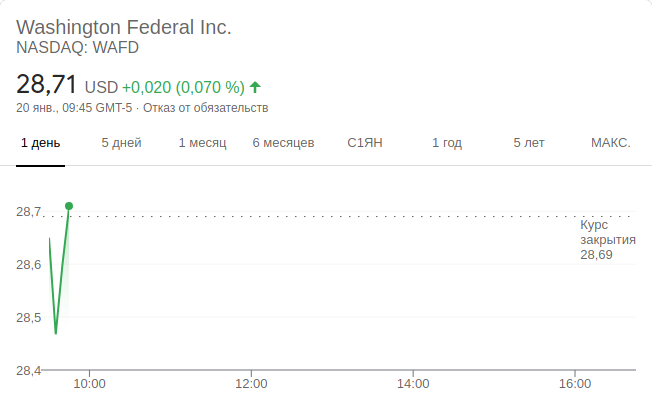 Washington Federal Inc.
NASDAQ: WAFD
28,71 USD +0,020 (0,070 %)
20 янв., 09:45 GMT-5 · Отказ от обязательств
1 день 5 дней 1 месяц 6 месяцев С1ЯН 1 год 5 лет МАКС.
28,7
Курс
закрытия
28,69
28,6
28,5
28,4
10:00 12:00 14:00 16:00